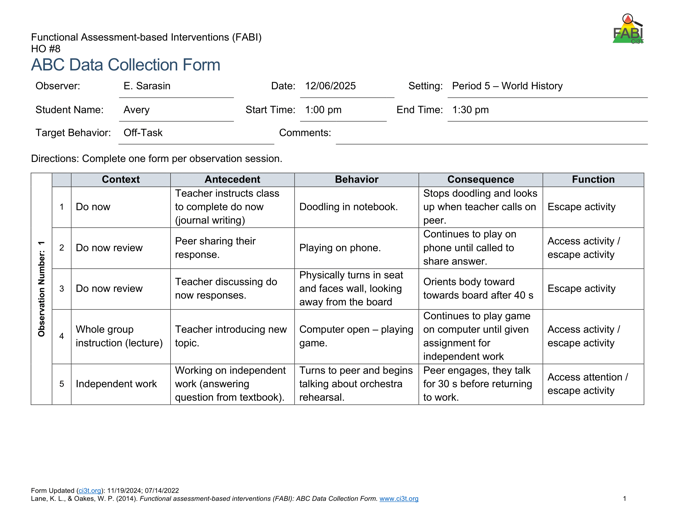 Functional Assessment-based Interventions (FABI)
HO #8
FABI
ABC Data Collection Form
Observer: E. Sarasin Date: 12/06/2025 Setting: Period 5 – World History
Student Name: Avery Start Time: 1:00 pm End Time: 1:30 pm
Target Behavior: Off-Task Comments:
Directions: Complete one form per observation session.
Observation Number: 1
Context Antecedent Behavior Consequence Function
1
Do now
Teacher instructs class
to complete do now
(journal writing)
Doodling in notebook.
Stops doodling and looks
up when teacher calls on
peer.
Escape activity
2
Do now review
Peer sharing their
response.
Playing on phone.
Continues to play on
phone until called to
share answer.
Access activity /
escape activity
3
Do now review
Teacher discussing do
now responses.
Physically turns in seat
and faces wall, looking
away from the board
Orients body toward
towards board after 40 s
Escape activity
4
Whole group
instruction (lecture)
Teacher introducing new
topic.
Computer open – playing
game.
Continues to play game
on computer until given
assignment for
independent work
Access activity /
escape activity
5
Independent work
Working on independent
work (answering
question from textbook).
Turns to peer and begins
talking about orchestra
rehearsal.
Peer engages, they talk
for 30 s before returning
to work.
Access attention /
escape activity
Form Updated (ci3t.org): 11/19/2024; 07/14/2022
Lane, K. L., & Oakes, W. P. (2014). Functional assessment-based interventions (FABI): ABC Data Collection Form. www.ci3t.org 1